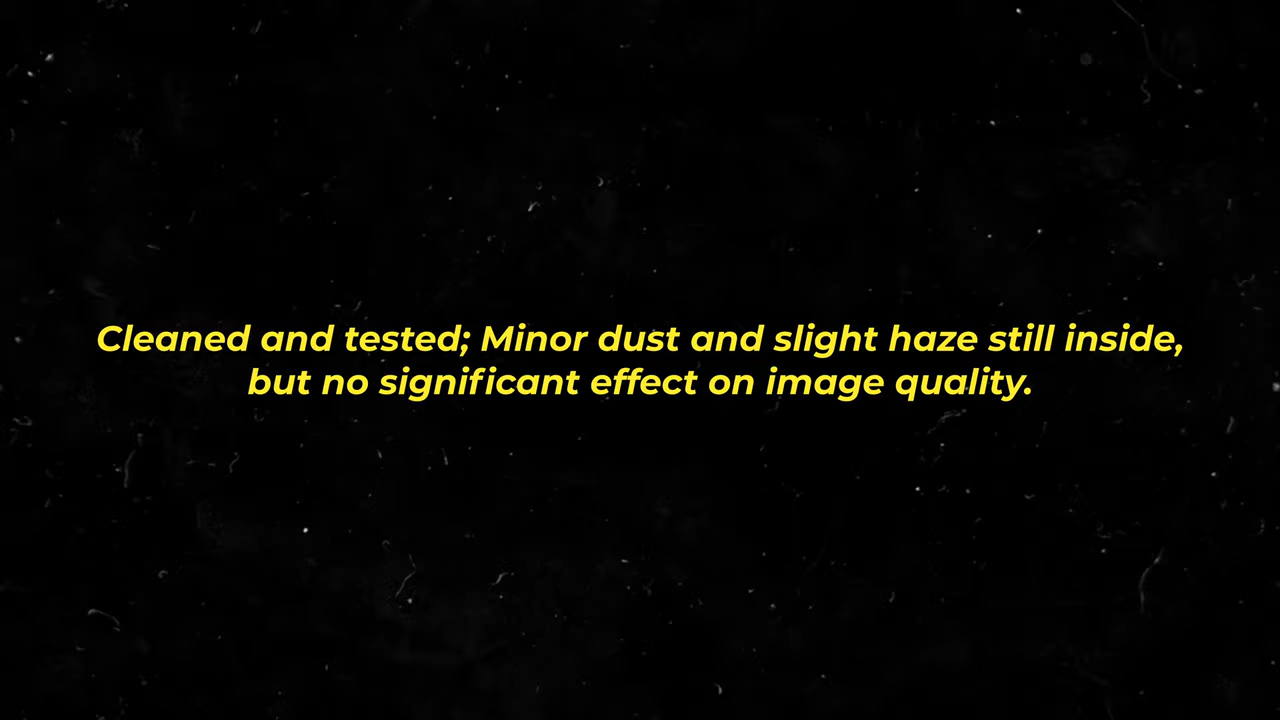 Cleaned and tested; Minor dust and slight haze still inside,
but no significant effect on image quality.